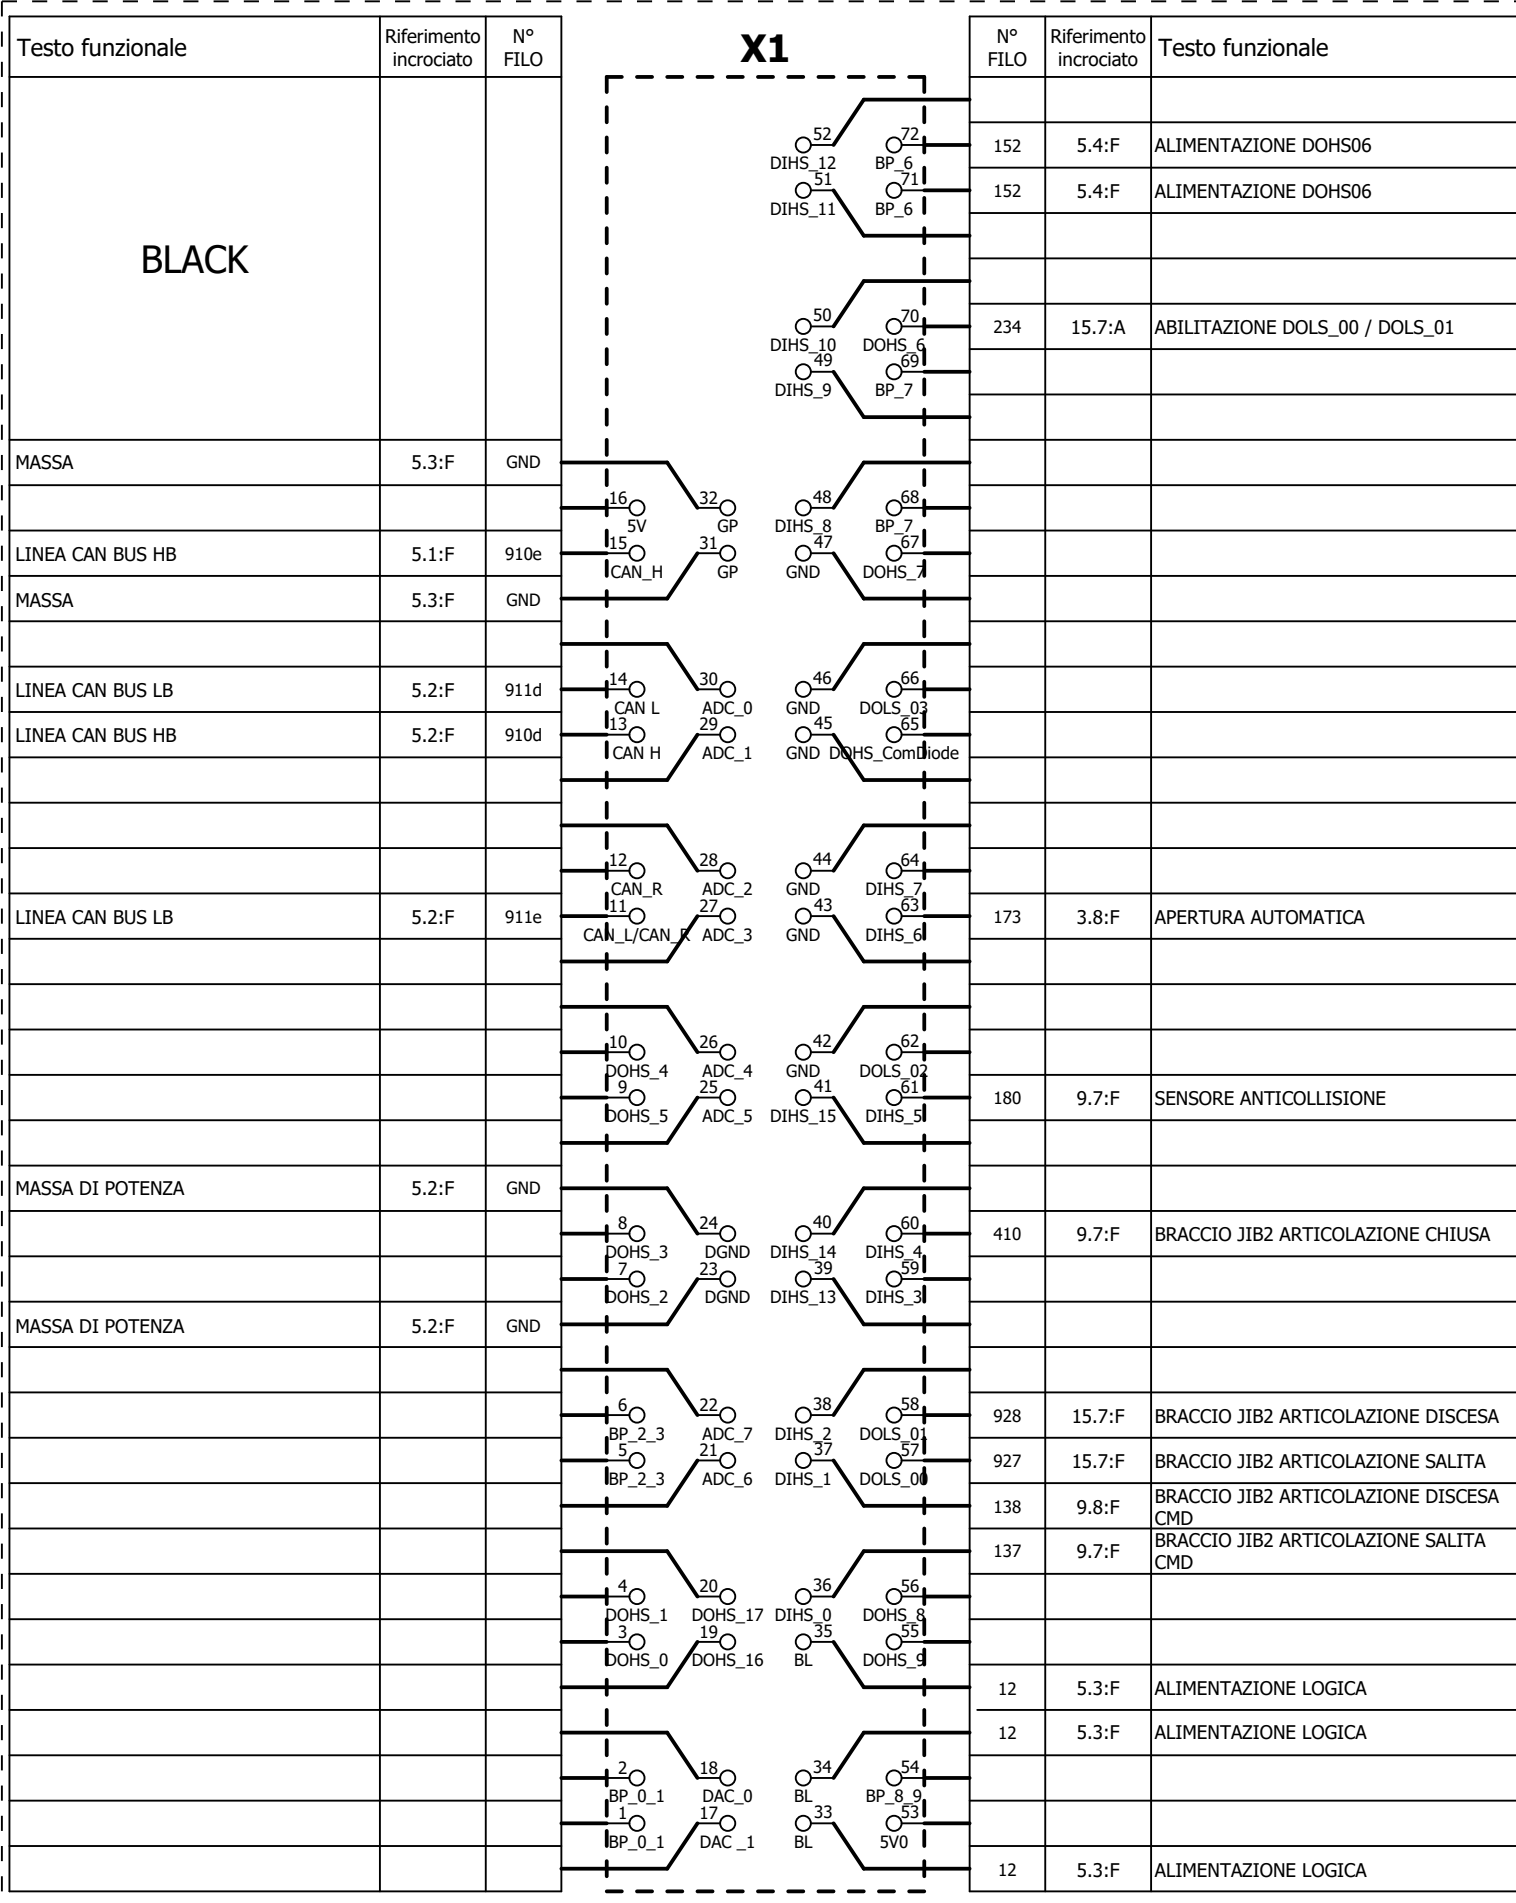 Testo funzionale
Riferimento
incrociato
N°
FILO
X1
N°
FILO
Riferimento
incrociato
Testo funzionale
BLACK
52
DIHS_12
72
BP_6
152 5.4:F ALIMENTAZIONE DOHS06
51
DIHS_11
71
BP_6
152 5.4:F ALIMENTAZIONE DOHS06
50
DIHS_10
70
DOHS_6
234 15.7:A ABILITAZIONE DOLS_00 / DOLS_01
49
DIHS_9
69
BP_7
MASSA 5.3:F GND
16
5V
32
GP
48
DIHS_8
68
BP_7
LINEA CAN BUS HB 5.1:F 910e
15
CAN_H
31
GP
47
GND
67
DOHS_7
MASSA 5.3:F GND
LINEA CAN BUS LB 5.2:F 911d
14
CAN L
30
ADC_0
46
GND
66
DOLS_03
LINEA CAN BUS HB 5.2:F 910d
13
CAN H
29
ADC_1
45
GND
65
DOHS_ComDiode
12
CAN_R
28
ADC_2
44
GND
64
DIHS_7
LINEA CAN BUS LB 5.2:F 911e
11
CAN_L/CAN_R
27
ADC_3
43
GND
63
DIHS_6
173 3.8:F APERTURA AUTOMATICA
10
DOHS_4
26
ADC_4
42
GND
62
DOLS_02
9
DOHS_5
25
ADC_5
41
DIHS_15
61
DIHS_5
180 9.7:F SENSORE ANTICOLLISIONE
MASSA DI POTENZA 5.2:F GND
8
DOHS_3
24
DGND
40
DIHS_14
60
DIHS_4
410 9.7:F BRACCIO JIB2 ARTICOLAZIONE CHIUSA
7
DOHS_2
23
DGND
39
DIHS_13
59
DIHS_3
MASSA DI POTENZA 5.2:F GND
6
BP_2_3
22
ADC_7
38
DIHS_2
58
DOLS_01
928 15.7:F BRACCIO JIB2 ARTICOLAZIONE DISCESA
5
BP_2_3
21
ADC_6
37
DIHS_1
57
DOLS_00
927 15.7:F BRACCIO JIB2 ARTICOLAZIONE SALITA
138 9.8:F BRACCIO JIB2 ARTICOLAZIONE DISCESA
CMD
137 9.7:F BRACCIO JIB2 ARTICOLAZIONE SALITA
CMD
4
DOHS_1
20
DOHS_17
36
DIHS_0
56
DOHS_8
3
DOHS_0
19
DOHS_16
35
BL
55
DOHS_9
12 5.3:F ALIMENTAZIONE LOGICA
12 5.3:F ALIMENTAZIONE LOGICA
2
BP_0_1
18
DAC_0
34
BL
54
BP_8_9
1
BP_0_1
17
DAC _1
33
BL
53
5V0
12 5.3:F ALIMENTAZIONE LOGICA